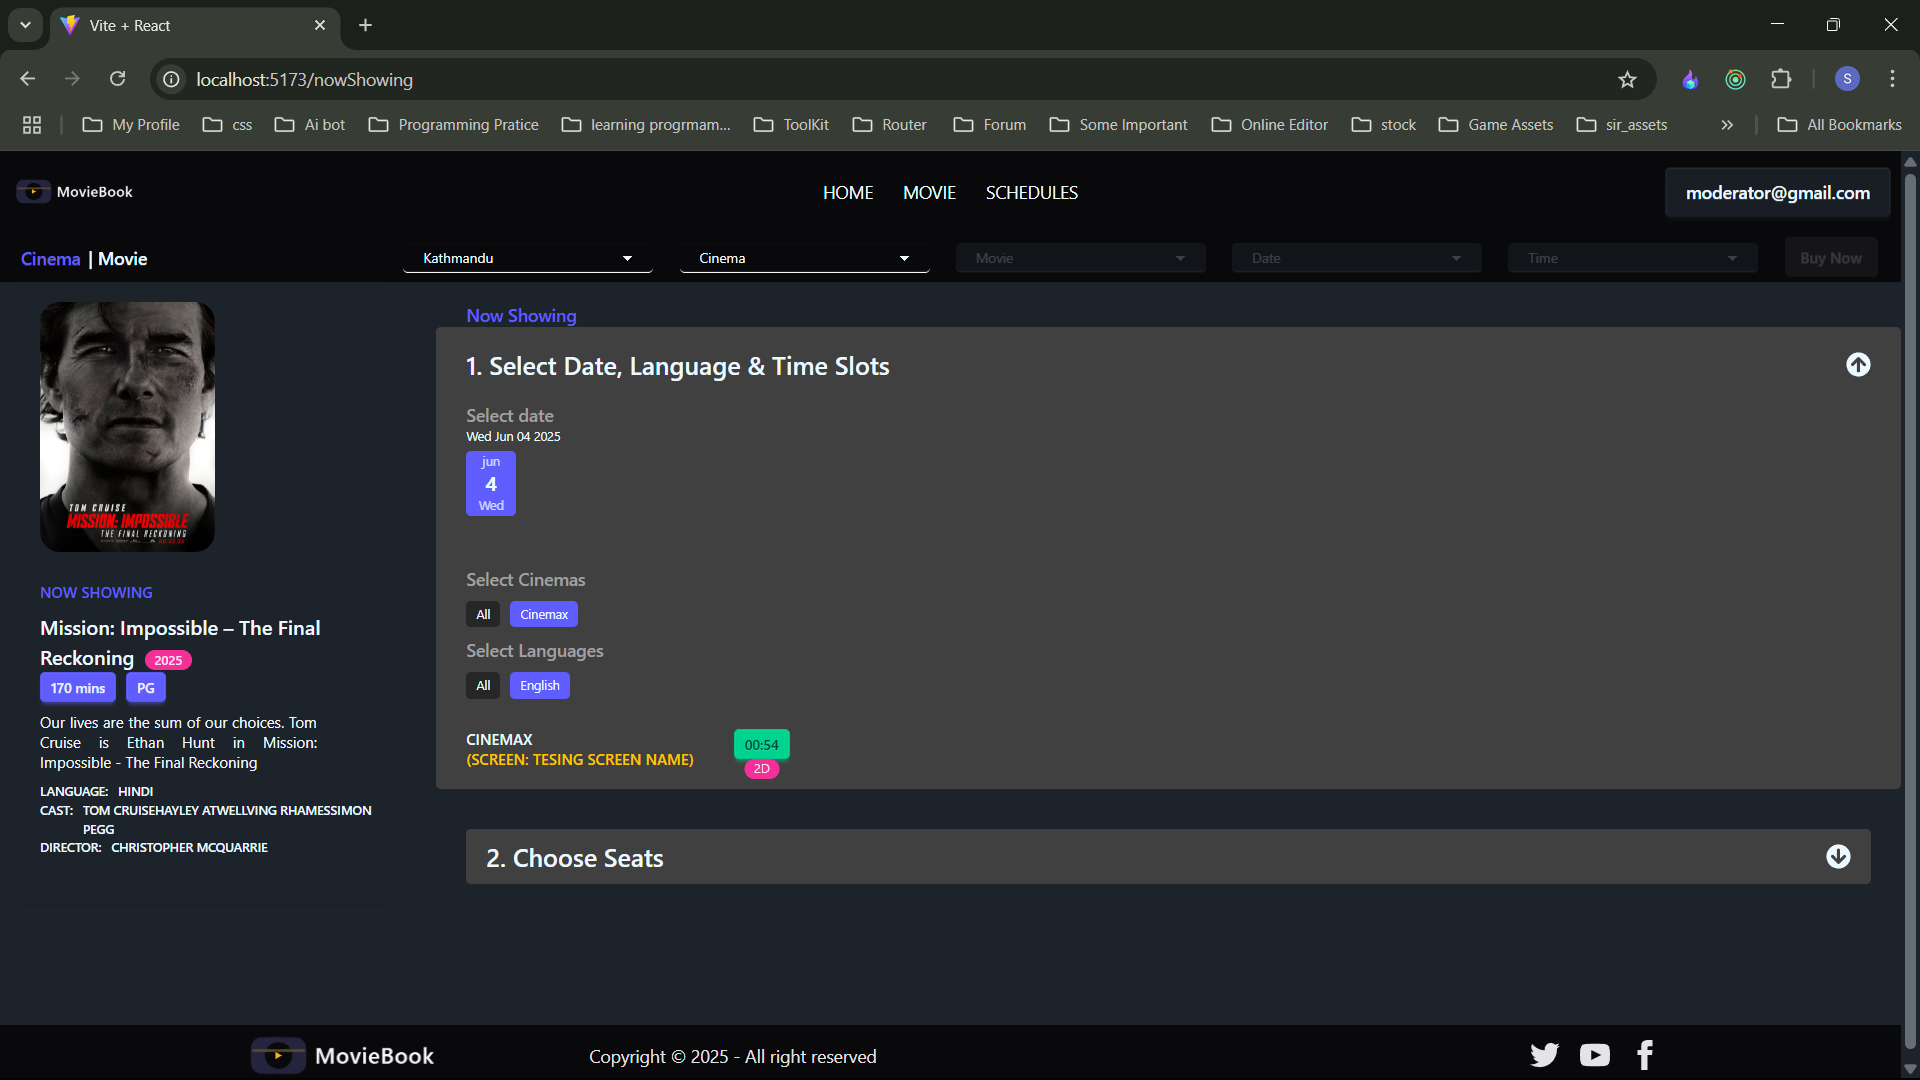 Vite + React
localhost:5173/nowShowing
S
My Profile
css
Ai bot
Programming Pratice
learning progrmam...
ToolKit
Router
Forum
Some Important
Online Editor
stock
Game Assets
sir_assets
All Bookmarks
MovieBook
HOME
MOVIE
SCHEDULES
moderator@gmail.com
Cinema | Movie
Kathmandu
Cinema
Movie
Date
Time
Buy Now
TOM CRUISE
MISSION: IMPOSSIBLE
THE FINAL RECKONING
NOW SHOWING
Mission: Impossible – The Final
Reckoning 2025
170 mins
PG
Our lives are the sum of our choices. Tom
Cruise is Ethan Hunt in Mission:
Impossible - The Final Reckoning
LANGUAGE: HINDI
CAST: TOM CRUISEHAYLEY ATWELLVING RHAMESSIMON
PEGG
DIRECTOR: CHRISTOPHER MCQUARRIE
Now Showing
1. Select Date, Language & Time Slots
Select date
Wed Jun 04 2025
jun
4
Wed
Select Cinemas
All
Cinemax
Select Languages
All
English
CINEMAX
(SCREEN: TESING SCREEN NAME)
00:54
2D
2. Choose Seats
MovieBook
Copyright © 2025 - All right reserved